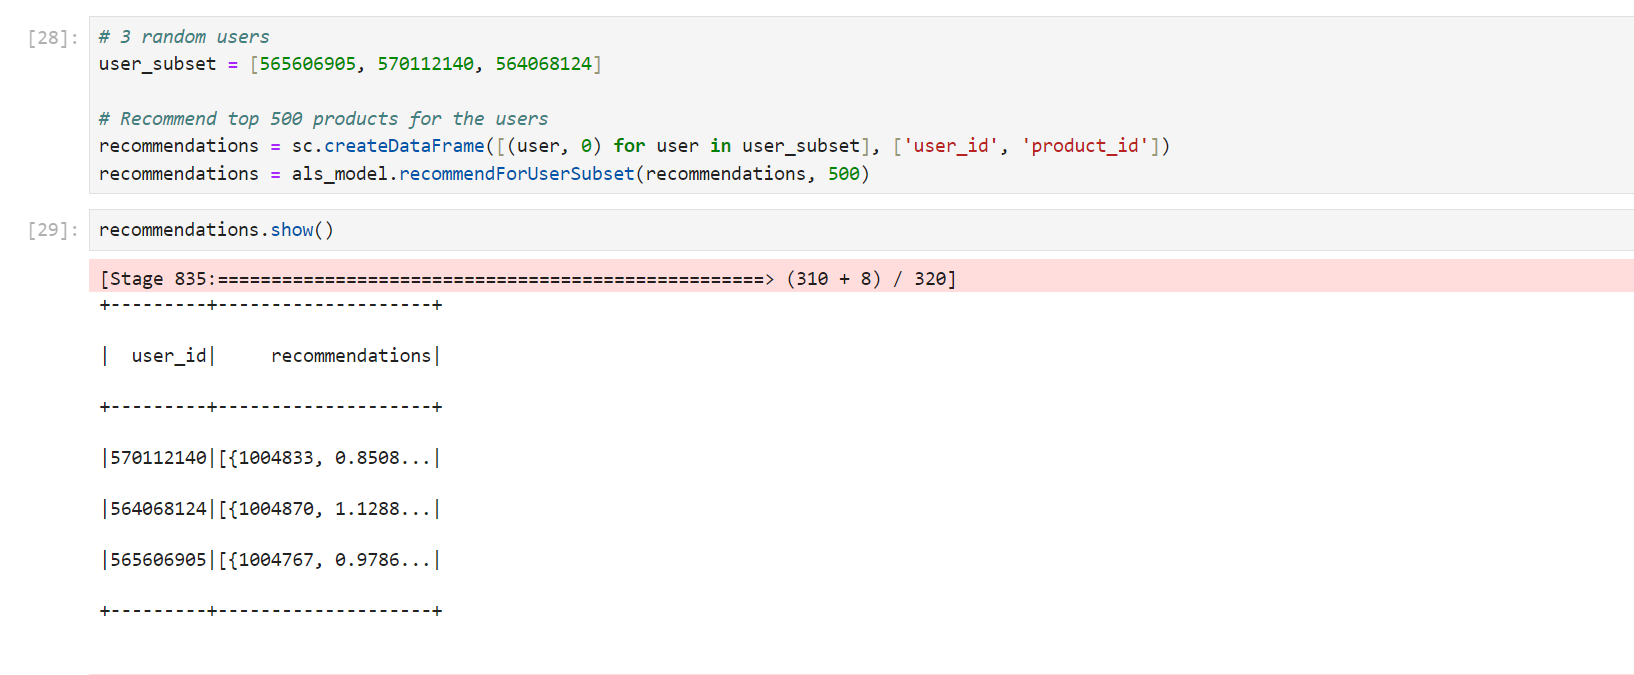 [28]: # 3 random users
user_subset = [565606905, 570112140, 564068124]
# Recommend top 500 products for the users
recommendations = sc.createDataFrame([(user, 0) for user in user_subset], ['user_id', 'product_id'])
recommendations = als_model.recommendForUserSubset(recommendations, 500)
[29]: recommendations.show()
[Stage 835:===================================================> (310 + 8) / 320]
+---------+--------------------+
|  user_id|     recommendations|
+---------+--------------------+
|570112140|[{1004833, 0.8508...|
|564068124|[{1004870, 1.1288...|
|565606905|[{1004767, 0.9786...|
+---------+--------------------+